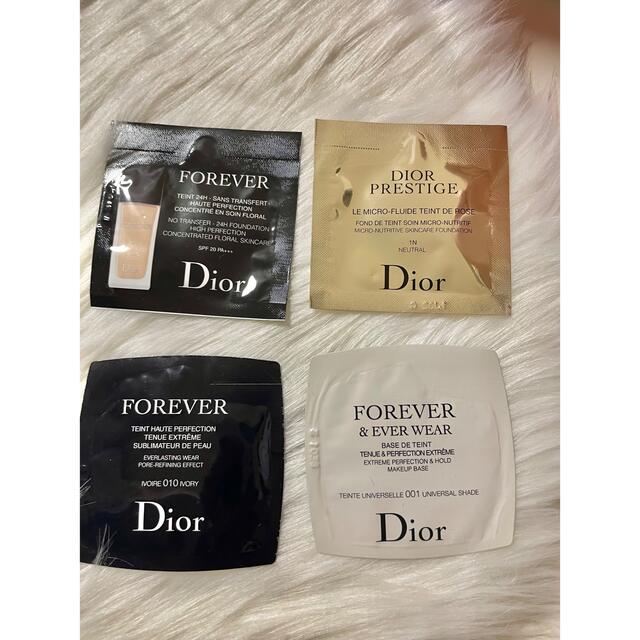 FOREVER
TEINT 24H - SANS TRANSFERT
HAUTE PERFECTION
CONCENTRÉ EN SOIN FLORAL
NO TRANSFER - 24H FOUNDATION
HIGH PERFECTION
CONCENTRATED FLORAL SKINCARE
SPF 20 PA+++
Dior
DIOR
PRESTIGE
LE MICRO-FLUIDE TEINT DE ROSE
FOND DE TEINT SOIN MICRO-NUTRITIF
MICRO-NUTRITIVE SKINCARE FOUNDATION
1N
NEUTRAL
Dior
FOREVER
TEINT HAUTE PERFECTION
TENUE EXTRÊME
SUBLIMATEUR DE PEAU
EVERLASTING WEAR
PORE-REFINING EFFECT
IVOIRE 010 IVORY
Dior
FOREVER
& EVER WEAR
BASE DE TEINT
TENUE & PERFECTION EXTRÊME
EXTREME PERFECTION & HOLD
MAKEUP BASE
TEINTE UNIVERSELLE 001 UNIVERSAL SHADE
Dior